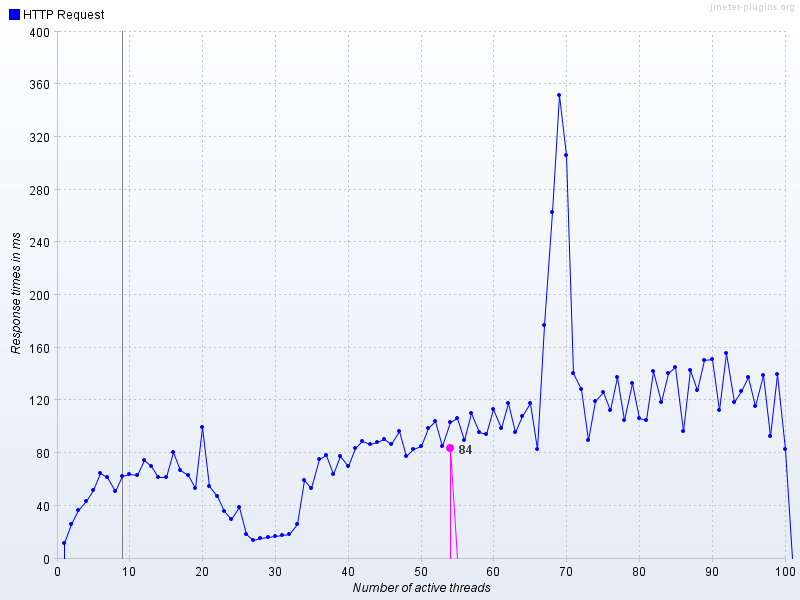 jmeter-plugins.org
HTTP Request
400
360
320
280
240
200
160
120
80
40
0
Response times in ms
84
0 10 20 30 40 50 60 70 80 90 100
Number of active threads